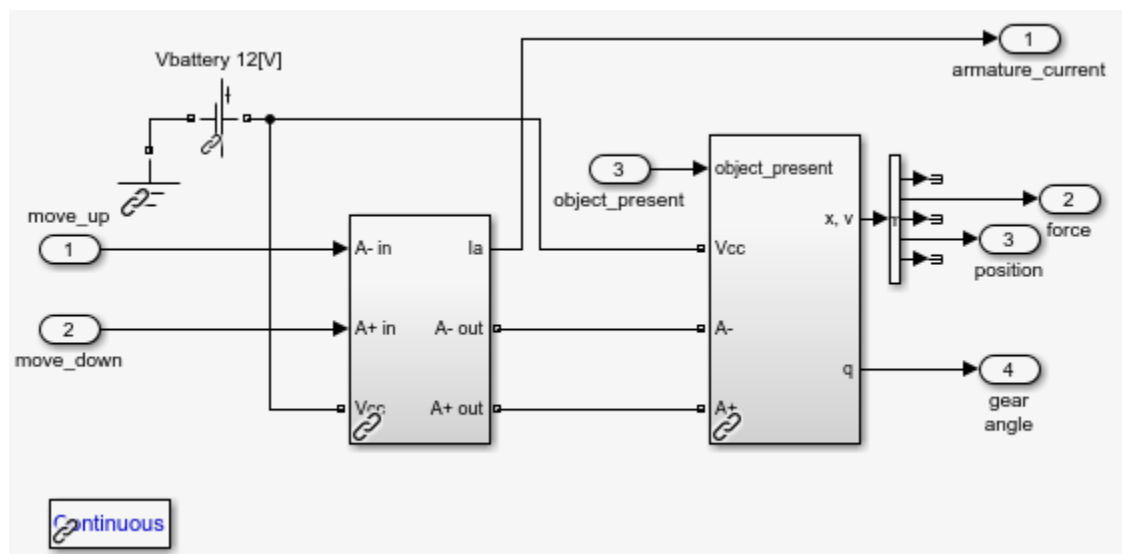 Vbattery 12[V]
1
armature_current
3
object_present
object_present
x, v
2
force
3
position
move_up
1
A- in
Ia
Vcc
2
move_down
A+ in
A- out
A-
q
4
gear
angle
Vcc
A+ out
A+
Continuous